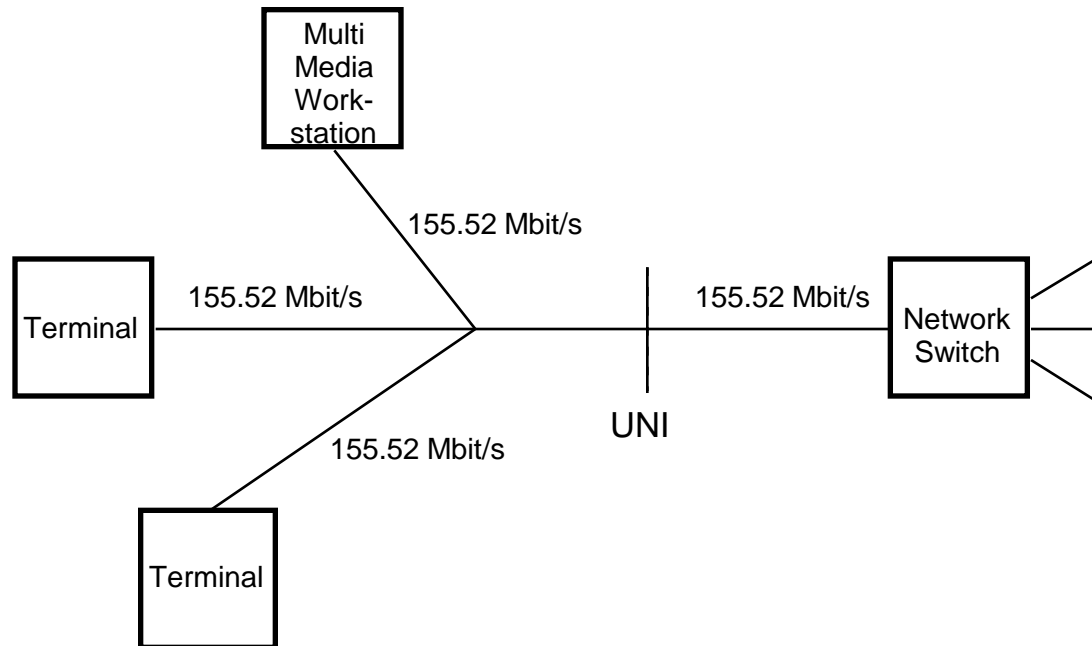 Multi
Media
Work-
station
155.52 Mbit/s
155.52 Mbit/s
155.52 Mbit/s
Terminal
Network
Switch
UNI
155.52 Mbit/s
Terminal